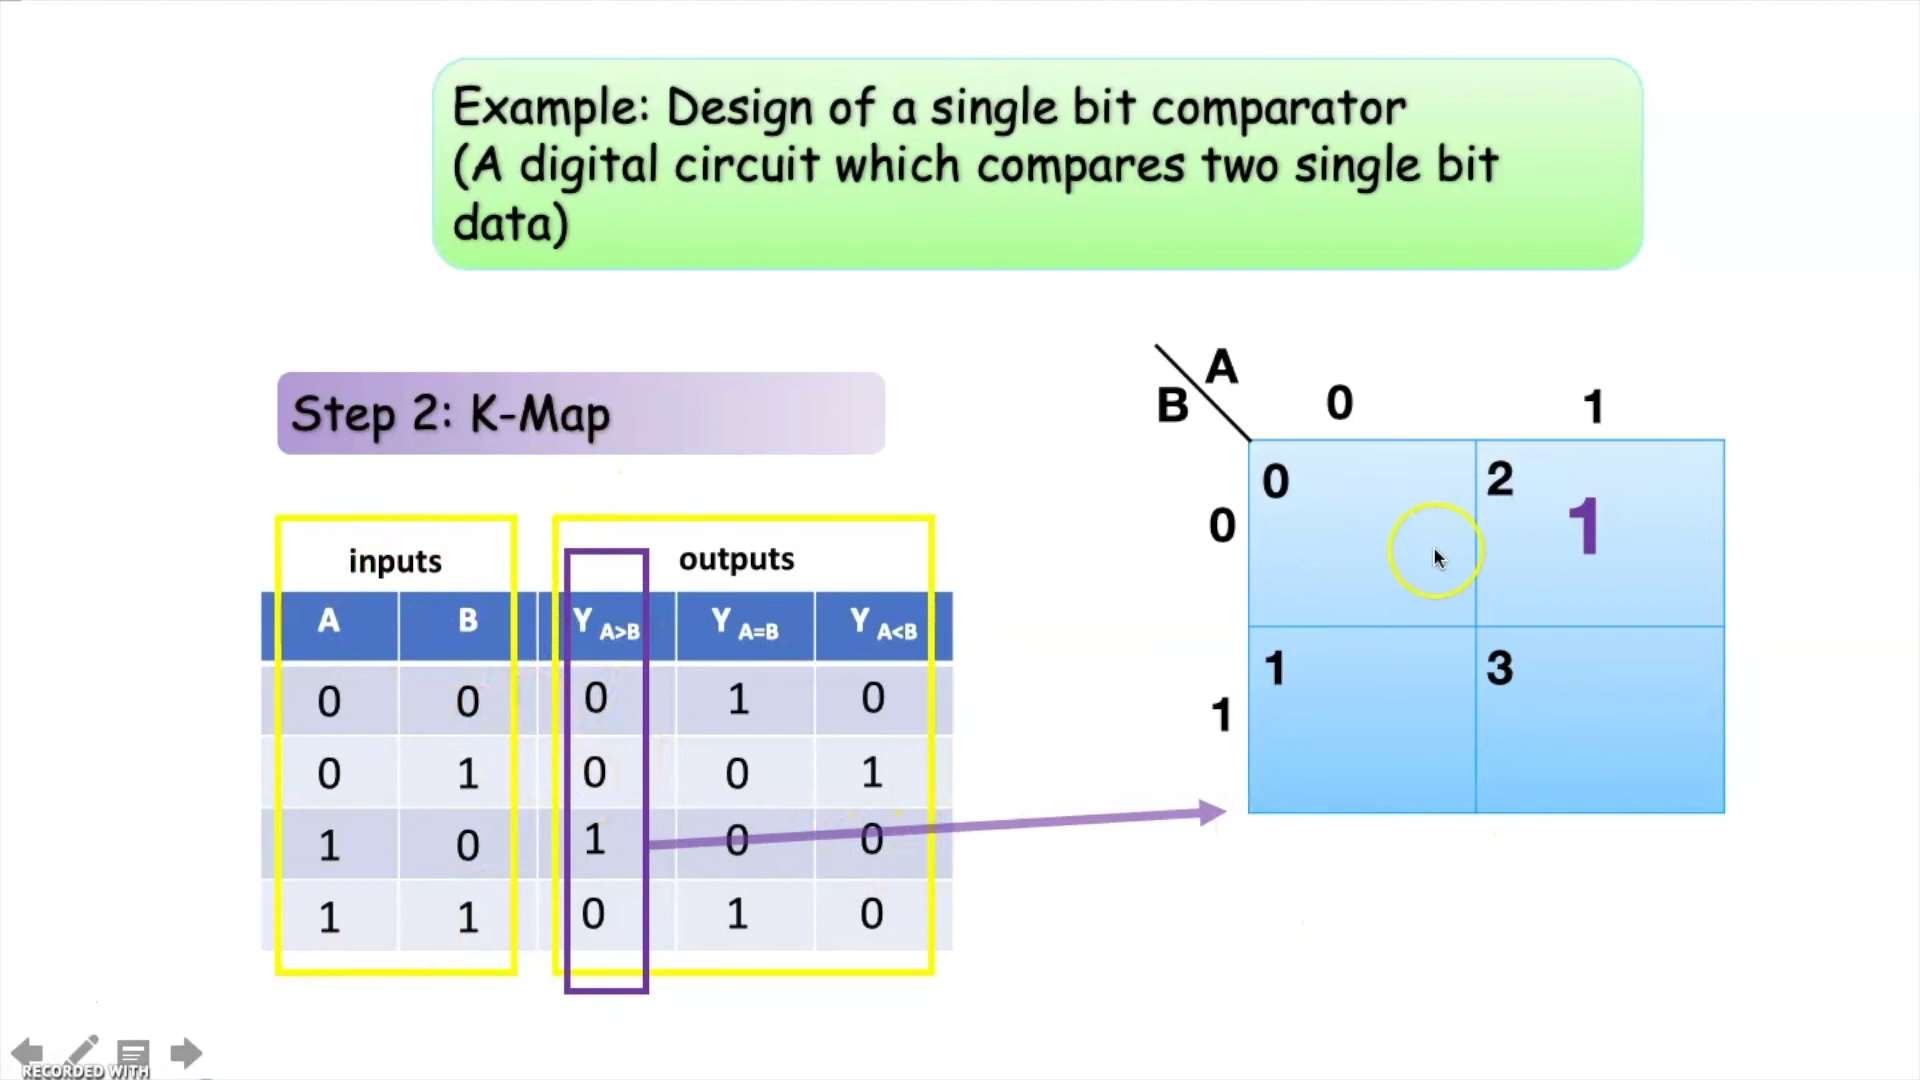 Example: Design of a single bit comparator
(A digital circuit which compares two single bit
data)
Step 2: K-Map
inputs outputs
A B Y A>B Y A=B Y A<B
0 0 0 1 0
0 1 0 0 1
1 0 1 0 0
1 1 0 1 0
A
B 0 1
0 2
0 1
1 3
1
RECORDED WITH